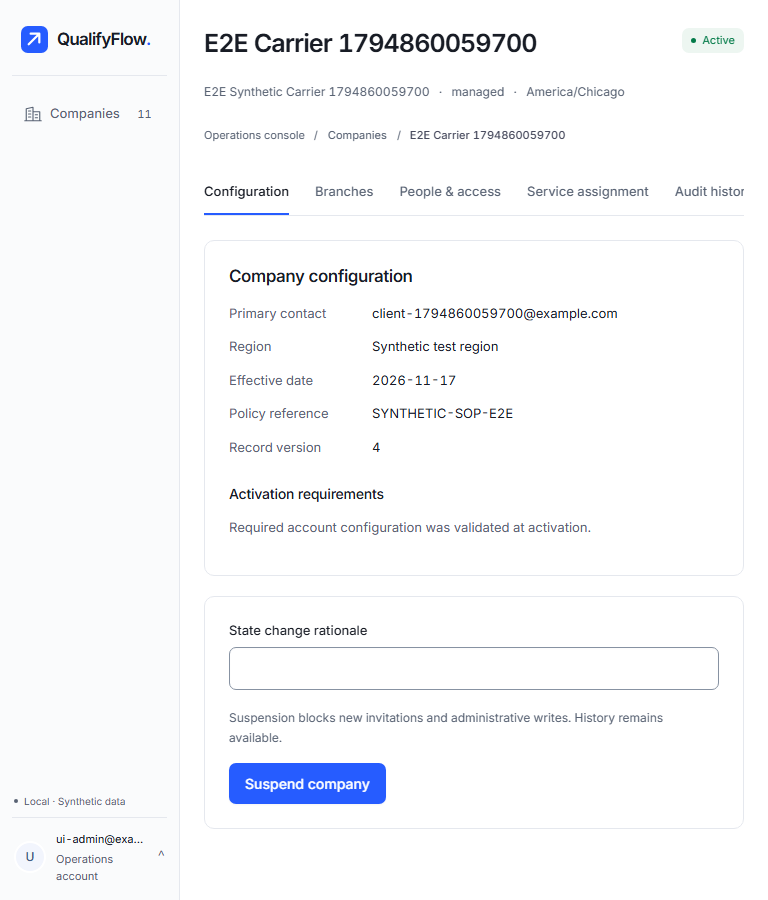 QualifyFlow.
Companies 11
Local · Synthetic data
U
ui-admin@exa...
Operations
account
^
E2E Carrier 1794860059700
Active
E2E Synthetic Carrier 1794860059700 · managed · America/Chicago
Operations console / Companies / E2E Carrier 1794860059700
Configuration Branches People & access Service assignment Audit histor
Company configuration
Primary contact client-1794860059700@example.com
Region Synthetic test region
Effective date 2026-11-17
Policy reference SYNTHETIC-SOP-E2E
Record version 4
Activation requirements
Required account configuration was validated at activation.
State change rationale
Suspension blocks new invitations and administrative writes. History remains
available.
Suspend company